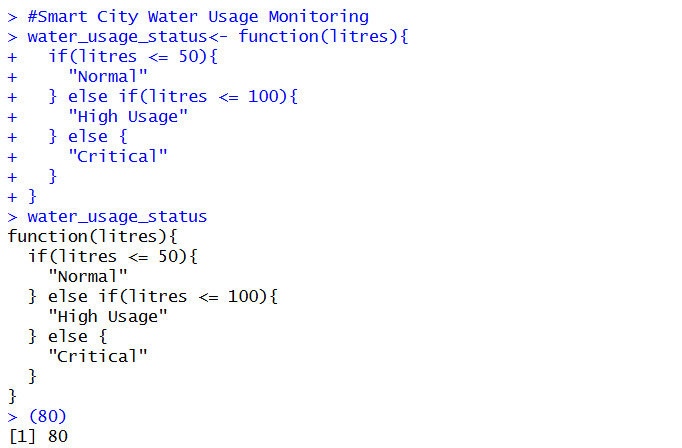 > #Smart City Water Usage Monitoring
> water_usage_status<- function(litres){
+   if(litres <= 50){
+     "Normal"
+   } else if(litres <= 100){
+     "High Usage"
+   } else {
+     "Critical"
+   }
+ }
> water_usage_status
function(litres){
  if(litres <= 50){
    "Normal"
  } else if(litres <= 100){
    "High Usage"
  } else {
    "Critical"
  }
}
> (80)
[1] 80